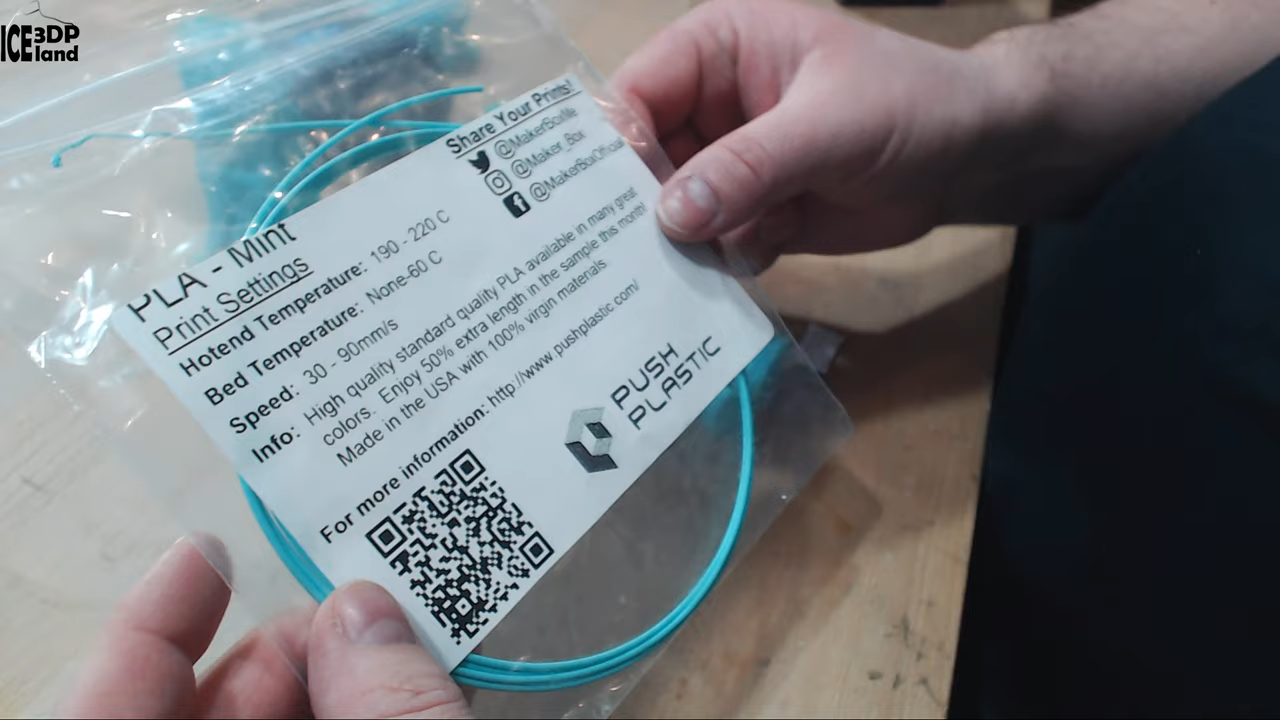 ICE 3DP
land
Share Your Prints!
@MakerBoxMe
@Maker_Box
@MakerBoxOfficial
PLA - Mint
Print Settings
Hotend Temperature: 190 - 220 C
Bed Temperature: None-60 C
Speed: 30 - 90mm/s
Info: High quality standard quality PLA available in many great
colors. Enjoy 50% extra length in the sample this month!
Made in the USA with 100% virgin materials
For more information: http://www.pushplastic.com/
PUSH
PLASTIC